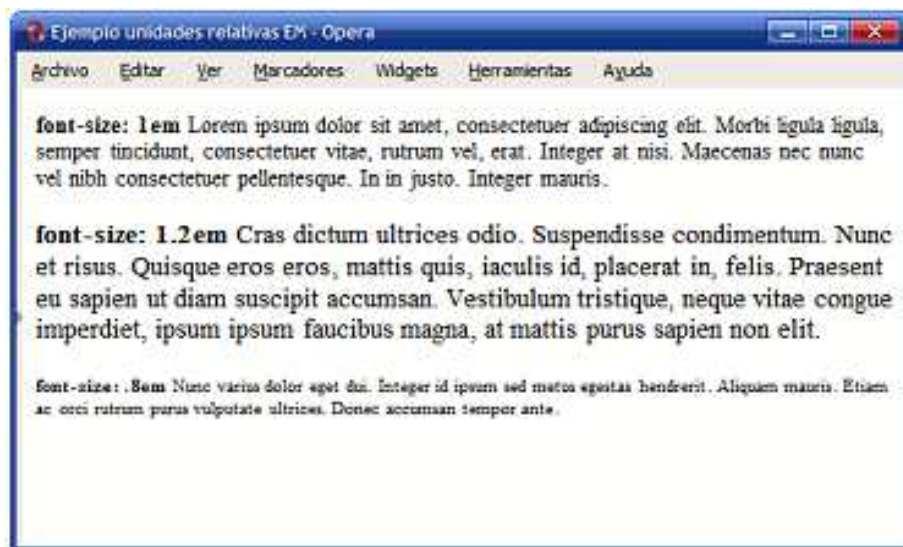 Ejemplo unidades relativas EM - Opera
Archivo Editar Ver Marcadores Widgets Herramientas Ayuda
font-size: 1em Lorem ipsum dolor sit amet, consectetuer adipiscing elit. Morbi ligula ligula,
semper tincidunt, consectetuer vitae, rutrum vel, erat. Integer at nisi. Maecenas nec nunc
vel nibh consectetuer pellentesque. In in justo. Integer mauris.
font-size: 1.2em Cras dictum ultrices odio. Suspendisse condimentum. Nunc
et risus. Quisque eros eros, mattis quis, iaculis id, placerat in, felis. Praesent
eu sapien ut diam suscipit accumsan. Vestibulum tristique, neque vitae congue
imperdiet, ipsum ipsum faucibus magna, at mattis purus sapien non elit.
font-size: .8em Nunc varius dolor eget dui. Integer id ipsum sed metus egestas hendrerit. Aliquam mauris. Etiam
ac orci rutrum purus vulputate ultrices. Donec accumsan tempor ante.